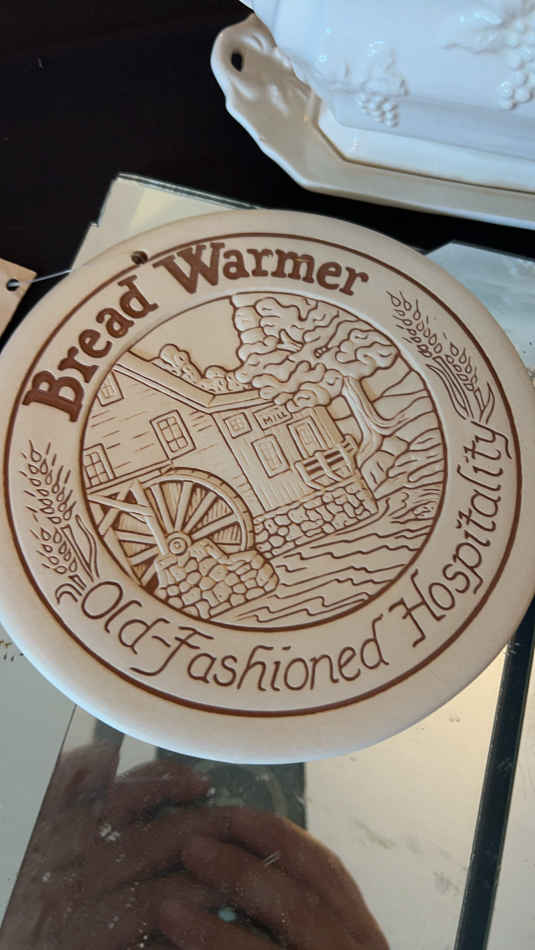 Bread Warmer
MILL
Old-Fashioned Hospitality